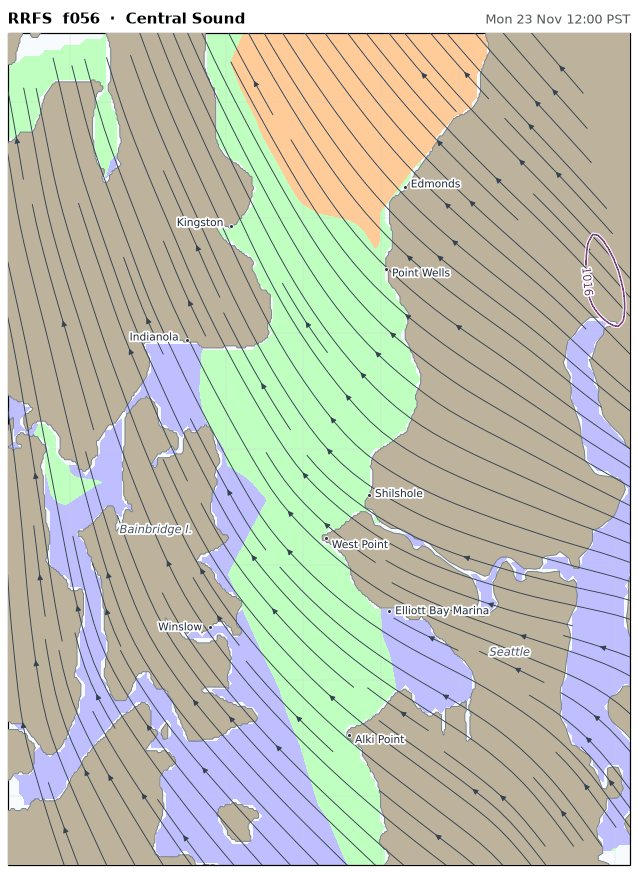 RRFS f056 · Central Sound
Mon 23 Nov 12:00 PST
Edmonds
Kingston
1016
Point Wells
Indianola
Shilshole
Bainbridge I.
West Point
Elliott Bay Marina
Winslow
Seattle
Alki Point